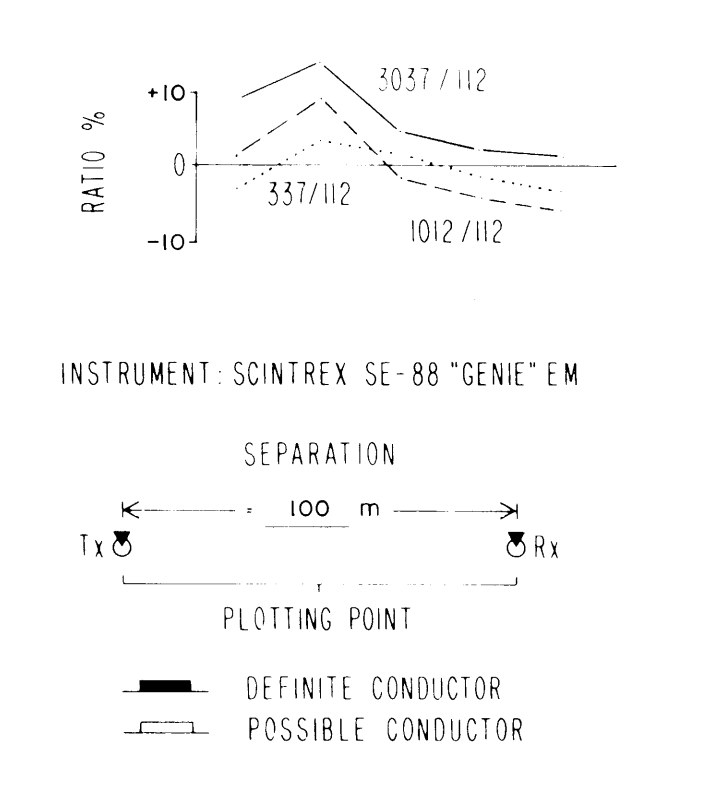 3037/112
+10
RATIO %
0
337/112
1012/112
-10
INSTRUMENT: SCINTREX SE-88 "GENIE" EM
SEPARATION
= 100 m
Tx Rx
PLOTTING POINT
DEFINITE CONDUCTOR
POSSIBLE CONDUCTOR